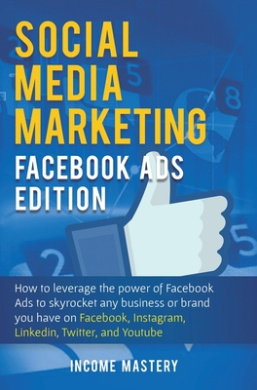 SOCIAL
MEDIA
MARKETING
FACEBOOK ADS
EDITION
How to leverage the power of Facebook
Ads to skyrocket any business or brand
you have on Facebook, Instagram,
Linkedin, Twitter, and Youtube
INCOME MASTERY